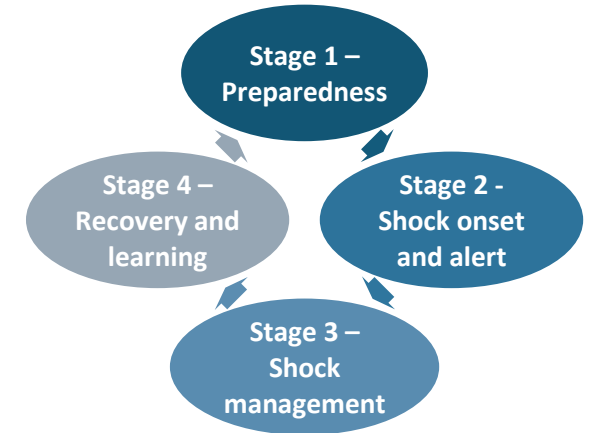 Stage 1 –
Preparedness
Stage 2 -
Shock onset
and alert
Stage 3 –
Shock
management
Stage 4 –
Recovery and
learning